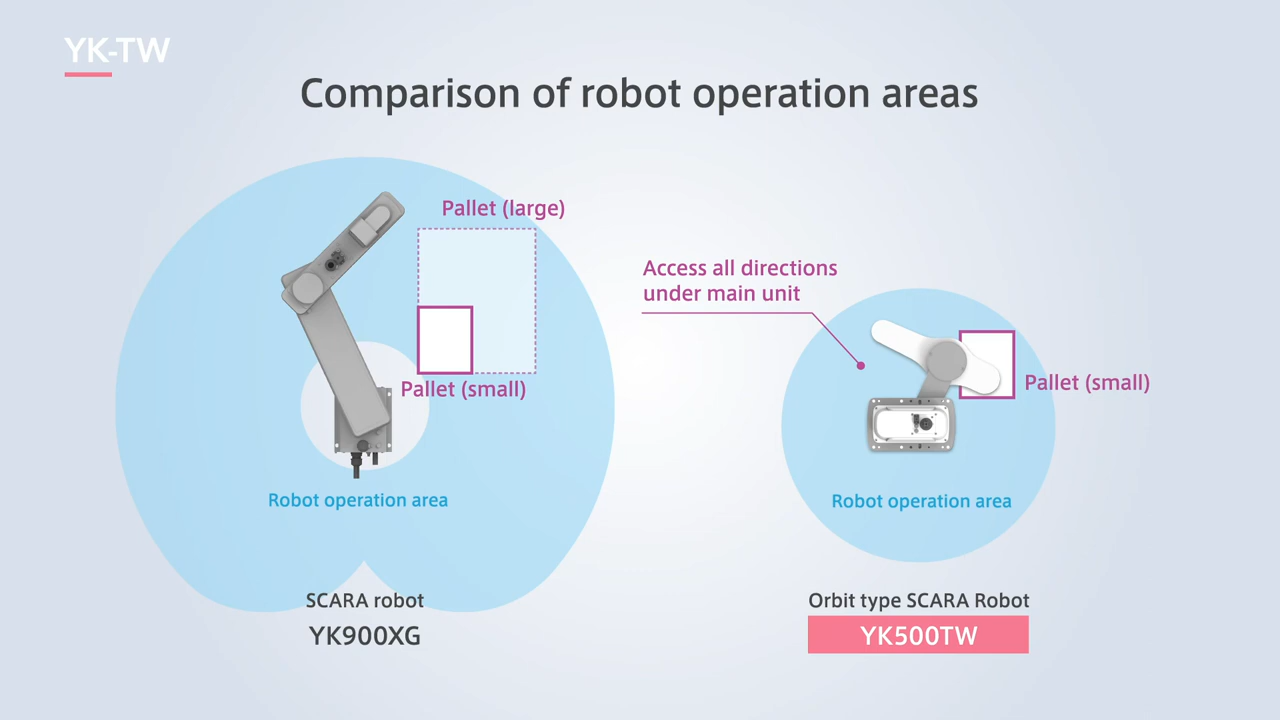 YK-TW
Comparison of robot operation areas
Pallet (large)
Pallet (small)
Robot operation area
SCARA robot
YK900XG
Access all directions
under main unit
Pallet (small)
Robot operation area
Orbit type SCARA Robot
YK500TW